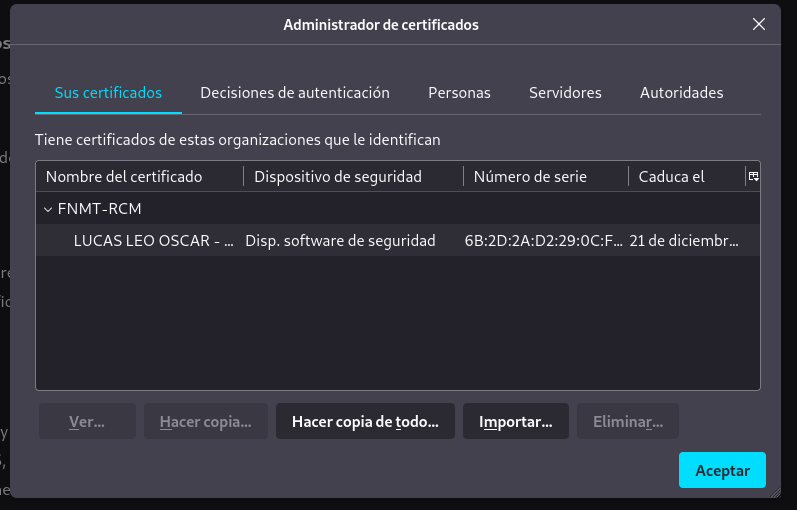 Administrador de certificados
Sus certificados Decisiones de autenticación Personas Servidores Autoridades
Tiene certificados de estas organizaciones que le identifican
Nombre del certificado Dispositivo de seguridad Número de serie Caduca el
FNMT-RCM
LUCAS LEO OSCAR - ... Disp. software de seguridad 6B:2D:2A:D2:29:0C:F... 21 de diciembr...
Ver... Hacer copia... Hacer copia de todo... Importar... Eliminar...
Aceptar